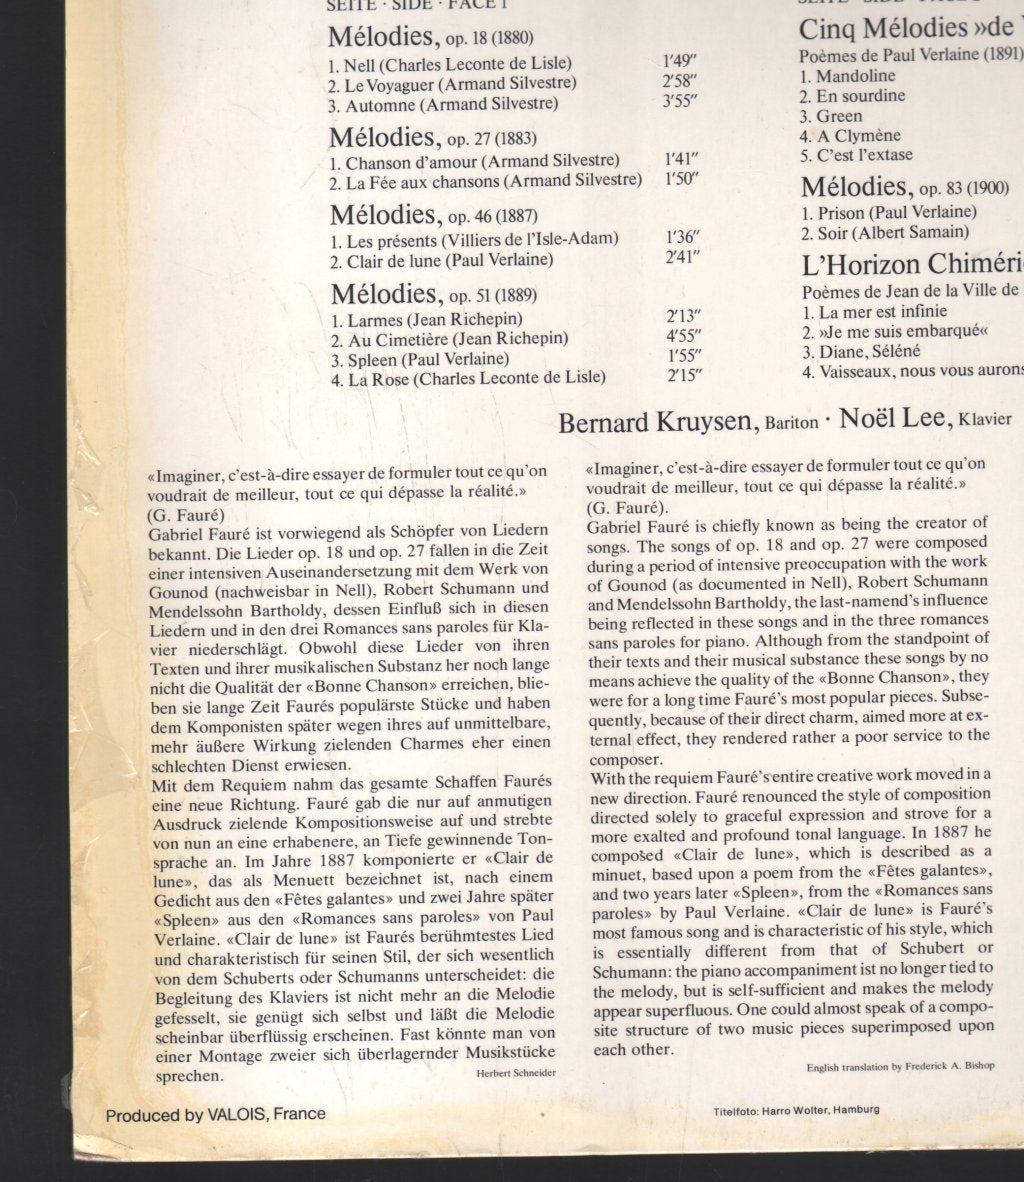 SEITE · SIDE · FACE 1
Mélodies, op. 18 (1880)
1. Nell (Charles Leconte de Lisle) 1′49″
2. Le Voyaguer (Armand Silvestre) 2′58″
3. Automne (Armand Silvestre) 3′55″
Mélodies, op. 27 (1883)
1. Chanson d'amour (Armand Silvestre) 1′41″
2. La Fée aux chansons (Armand Silvestre) 1′50″
Mélodies, op. 46 (1887)
1. Les présents (Villiers de l'Isle-Adam) 1′36″
2. Clair de lune (Paul Verlaine) 2′41″
Mélodies, op. 51 (1889)
1. Larmes (Jean Richepin) 2′13″
2. Au Cimetière (Jean Richepin) 4′55″
3. Spleen (Paul Verlaine) 1′55″
4. La Rose (Charles Leconte de Lisle) 2′15″
Cinq Mélodies »de
Poèmes de Paul Verlaine (1891)
1. Mandoline
2. En sourdine
3. Green
4. A Clymène
5. C'est l'extase
Mélodies, op. 83 (1900)
1. Prison (Paul Verlaine)
2. Soir (Albert Samain)
L'Horizon Chiméri
Poèmes de Jean de la Ville de
1. La mer est infinie
2. »Je me suis embarqué«
3. Diane, Séléné
4. Vaisseaux, nous vous aurons
Bernard Kruysen, Bariton · Noël Lee, Klavier
«Imaginer, c'est-à-dire essayer de formuler tout ce qu'on
voudrait de meilleur, tout ce qui dépasse la réalité.»
(G. Fauré)
Gabriel Fauré ist vorwiegend als Schöpfer von Liedern
bekannt. Die Lieder op. 18 und op. 27 fallen in die Zeit
einer intensiven Auseinandersetzung mit dem Werk von
Gounod (nachweisbar in Nell), Robert Schumann und
Mendelssohn Bartholdy, dessen Einfluß sich in diesen
Liedern und in den drei Romances sans paroles für Kla-
vier niederschlägt. Obwohl diese Lieder von ihren
Texten und ihrer musikalischen Substanz her noch lange
nicht die Qualität der «Bonne Chanson» erreichen, blie-
ben sie lange Zeit Faurés populärste Stücke und haben
dem Komponisten später wegen ihres auf unmittelbare,
mehr äußere Wirkung zielenden Charmes eher einen
schlechten Dienst erwiesen.
Mit dem Requiem nahm das gesamte Schaffen Faurés
eine neue Richtung. Fauré gab die nur auf anmutigen
Ausdruck zielende Kompositionsweise auf und strebte
von nun an eine erhabenere, an Tiefe gewinnende Ton-
sprache an. Im Jahre 1887 komponierte er «Clair de
lune», das als Menuett bezeichnet ist, nach einem
Gedicht aus den «Fêtes galantes» und zwei Jahre später
«Spleen» aus den «Romances sans paroles» von Paul
Verlaine. «Clair de lune» ist Faurés berühmtestes Lied
und charakteristisch für seinen Stil, der sich wesentlich
von dem Schuberts oder Schumanns unterscheidet: die
Begleitung des Klaviers ist nicht mehr an die Melodie
gefesselt, sie genügt sich selbst und läßt die Melodie
scheinbar überflüssig erscheinen. Fast könnte man von
einer Montage zweier sich überlagernder Musikstücke
sprechen.
Herbert Schneider
«Imaginer, c'est-à-dire essayer de formuler tout ce qu'on
voudrait de meilleur, tout ce qui dépasse la réalité.»
(G. Fauré).
Gabriel Fauré is chiefly known as being the creator of
songs. The songs of op. 18 and op. 27 were composed
during a period of intensive preoccupation with the work
of Gounod (as documented in Nell), Robert Schumann
and Mendelssohn Bartholdy, the last-namend's influence
being reflected in these songs and in the three romances
sans paroles for piano. Although from the standpoint of
their texts and their musical substance these songs by no
means achieve the quality of the «Bonne Chanson», they
were for a long time Fauré's most popular pieces. Subse-
quently, because of their direct charm, aimed more at ex-
ternal effect, they rendered rather a poor service to the
composer.
With the requiem Fauré's entire creative work moved in a
new direction. Fauré renounced the style of composition
directed solely to graceful expression and strove for a
more exalted and profound tonal language. In 1887 he
composed «Clair de lune», which is described as a
minuet, based upon a poem from the «Fêtes galantes»,
and two years later «Spleen», from the «Romances sans
paroles» by Paul Verlaine. «Clair de lune» is Fauré's
most famous song and is characteristic of his style, which
is essentially different from that of Schubert or
Schumann: the piano accompaniment ist no longer tied to
the melody, but is self-sufficient and makes the melody
appear superfluous. One could almost speak of a compo-
site structure of two music pieces superimposed upon
each other.
English translation by Frederick A. Bishop
Produced by VALOIS, France
Titelfoto: Harro Wolter, Hamburg